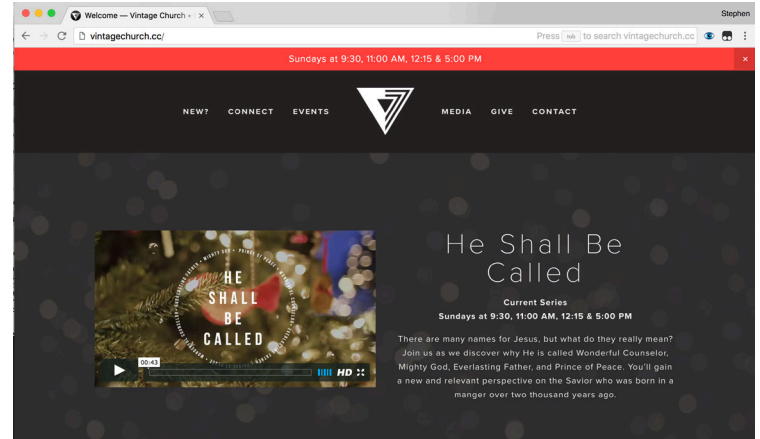 Welcome — Vintage Church
Stephen
vintagechurch.cc/
Press tab to search vintagechurch.cc
Sundays at 9:30, 11:00 AM, 12:15 & 5:00 PM
NEW? CONNECT EVENTS MEDIA GIVE CONTACT
HE
SHALL
BE
CALLED
00:43
HD
He Shall Be
Called
Current Series
Sundays at 9:30, 11:00 AM, 12:15 & 5:00 PM
There are many names for Jesus, but what do they really mean?
Join us as we discover why He is called Wonderful Counselor,
Mighty God, Everlasting Father, and Prince of Peace. You'll gain
a new and relevant perspective on the Savior who was born in a
manger over two thousand years ago.